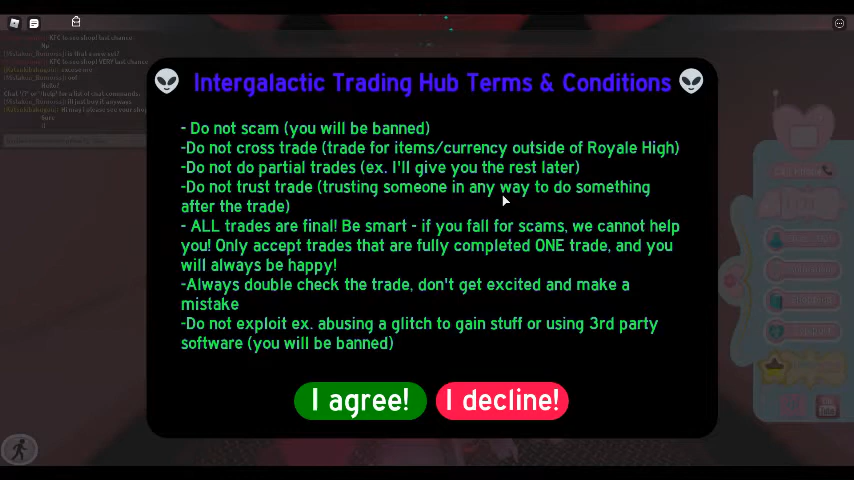 Intergalactic Trading Hub Terms & Conditions
- Do not scam (you will be banned)
-Do not cross trade (trade for items/currency outside of Royale High)
-Do not do partial trades (ex. I'll give you the rest later)
-Do not trust trade (trusting someone in any way to do something
after the trade)
- ALL trades are final! Be smart - if you fall for scams, we cannot help
you! Only accept trades that are fully completed ONE trade, and you
will always be happy!
-Always double check the trade, don't get excited and make a
mistake
-Do not exploit ex. abusing a glitch to gain stuff or using 3rd party
software (you will be banned)
I agree! I decline!